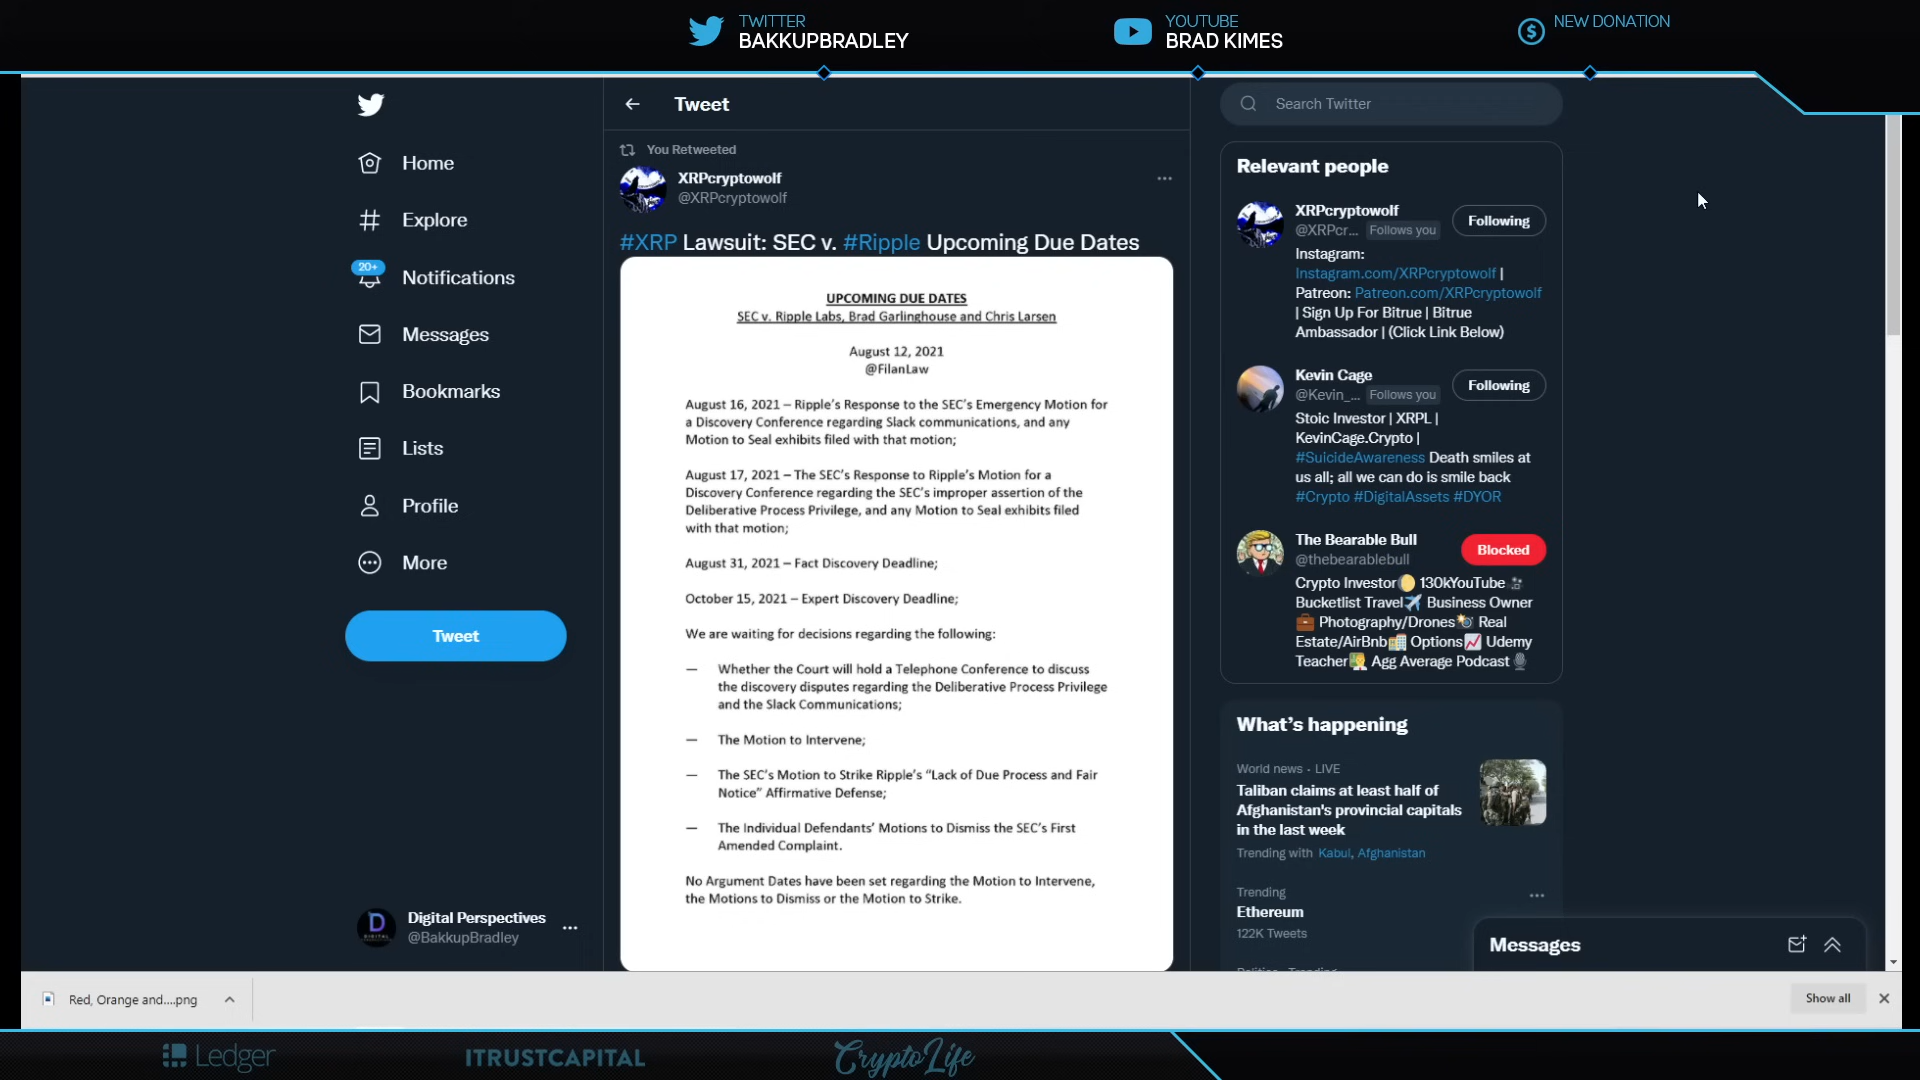 TWITTER
BAKKUPBRADLEY
YOUTUBE
BRAD KIMES
NEW DONATION
Home
Explore
20+
Notifications
Messages
Bookmarks
Lists
Profile
More
Tweet
Digital Perspectives
@BakkupBradley
Tweet
You Retweeted
XRPcryptowolf
@XRPcryptowolf
#XRP Lawsuit: SEC v. #Ripple Upcoming Due Dates
UPCOMING DUE DATES
SEC v. Ripple Labs, Brad Garlinghouse and Chris Larsen
August 12, 2021
@FilanLaw
August 16, 2021 – Ripple's Response to the SEC's Emergency Motion for
a Discovery Conference regarding Slack communications, and any
Motion to Seal exhibits filed with that motion;
August 17, 2021 – The SEC's Response to Ripple's Motion for a
Discovery Conference regarding the SEC's improper assertion of the
Deliberative Process Privilege, and any Motion to Seal exhibits filed
with that motion;
August 31, 2021 – Fact Discovery Deadline;
October 15, 2021 – Expert Discovery Deadline;
We are waiting for decisions regarding the following:
— Whether the Court will hold a Telephone Conference to discuss
the discovery disputes regarding the Deliberative Process Privilege
and the Slack Communications;
— The Motion to Intervene;
— The SEC's Motion to Strike Ripple's “Lack of Due Process and Fair
Notice” Affirmative Defense;
— The Individual Defendants' Motions to Dismiss the SEC's First
Amended Complaint.
No Argument Dates have been set regarding the Motion to Intervene,
the Motions to Dismiss or the Motion to Strike.
Search Twitter
Relevant people
XRPcryptowolf
@XRPcr... Follows you
Following
Instagram:
Instagram.com/XRPcryptowolf |
Patreon: Patreon.com/XRPcryptowolf
| Sign Up For Bitrue | Bitrue
Ambassador | (Click Link Below)
Kevin Cage
@Kevin_... Follows you
Following
Stoic Investor | XRPL |
KevinCage.Crypto |
#SuicideAwareness Death smiles at
us all; all we can do is smile back
#Crypto #DigitalAssets #DYOR
The Bearable Bull
@thebearablebull
Blocked
Crypto Investor🌔 130kYouTube🎥
Bucketlist Travel✈️ Business Owner
💼 Photography/Drones📸 Real
Estate/AirBnb🏨 Options📈 Udemy
Teacher👨‍🏫 Agg Average Podcast🎙️
What's happening
World news · LIVE
Taliban claims at least half of
Afghanistan's provincial capitals
in the last week
Trending with Kabul, Afghanistan
Trending
Ethereum
122K Tweets
Messages
Red, Orange and....png
Show all
Ledger
ITRUSTCAPITAL
CryptoLife